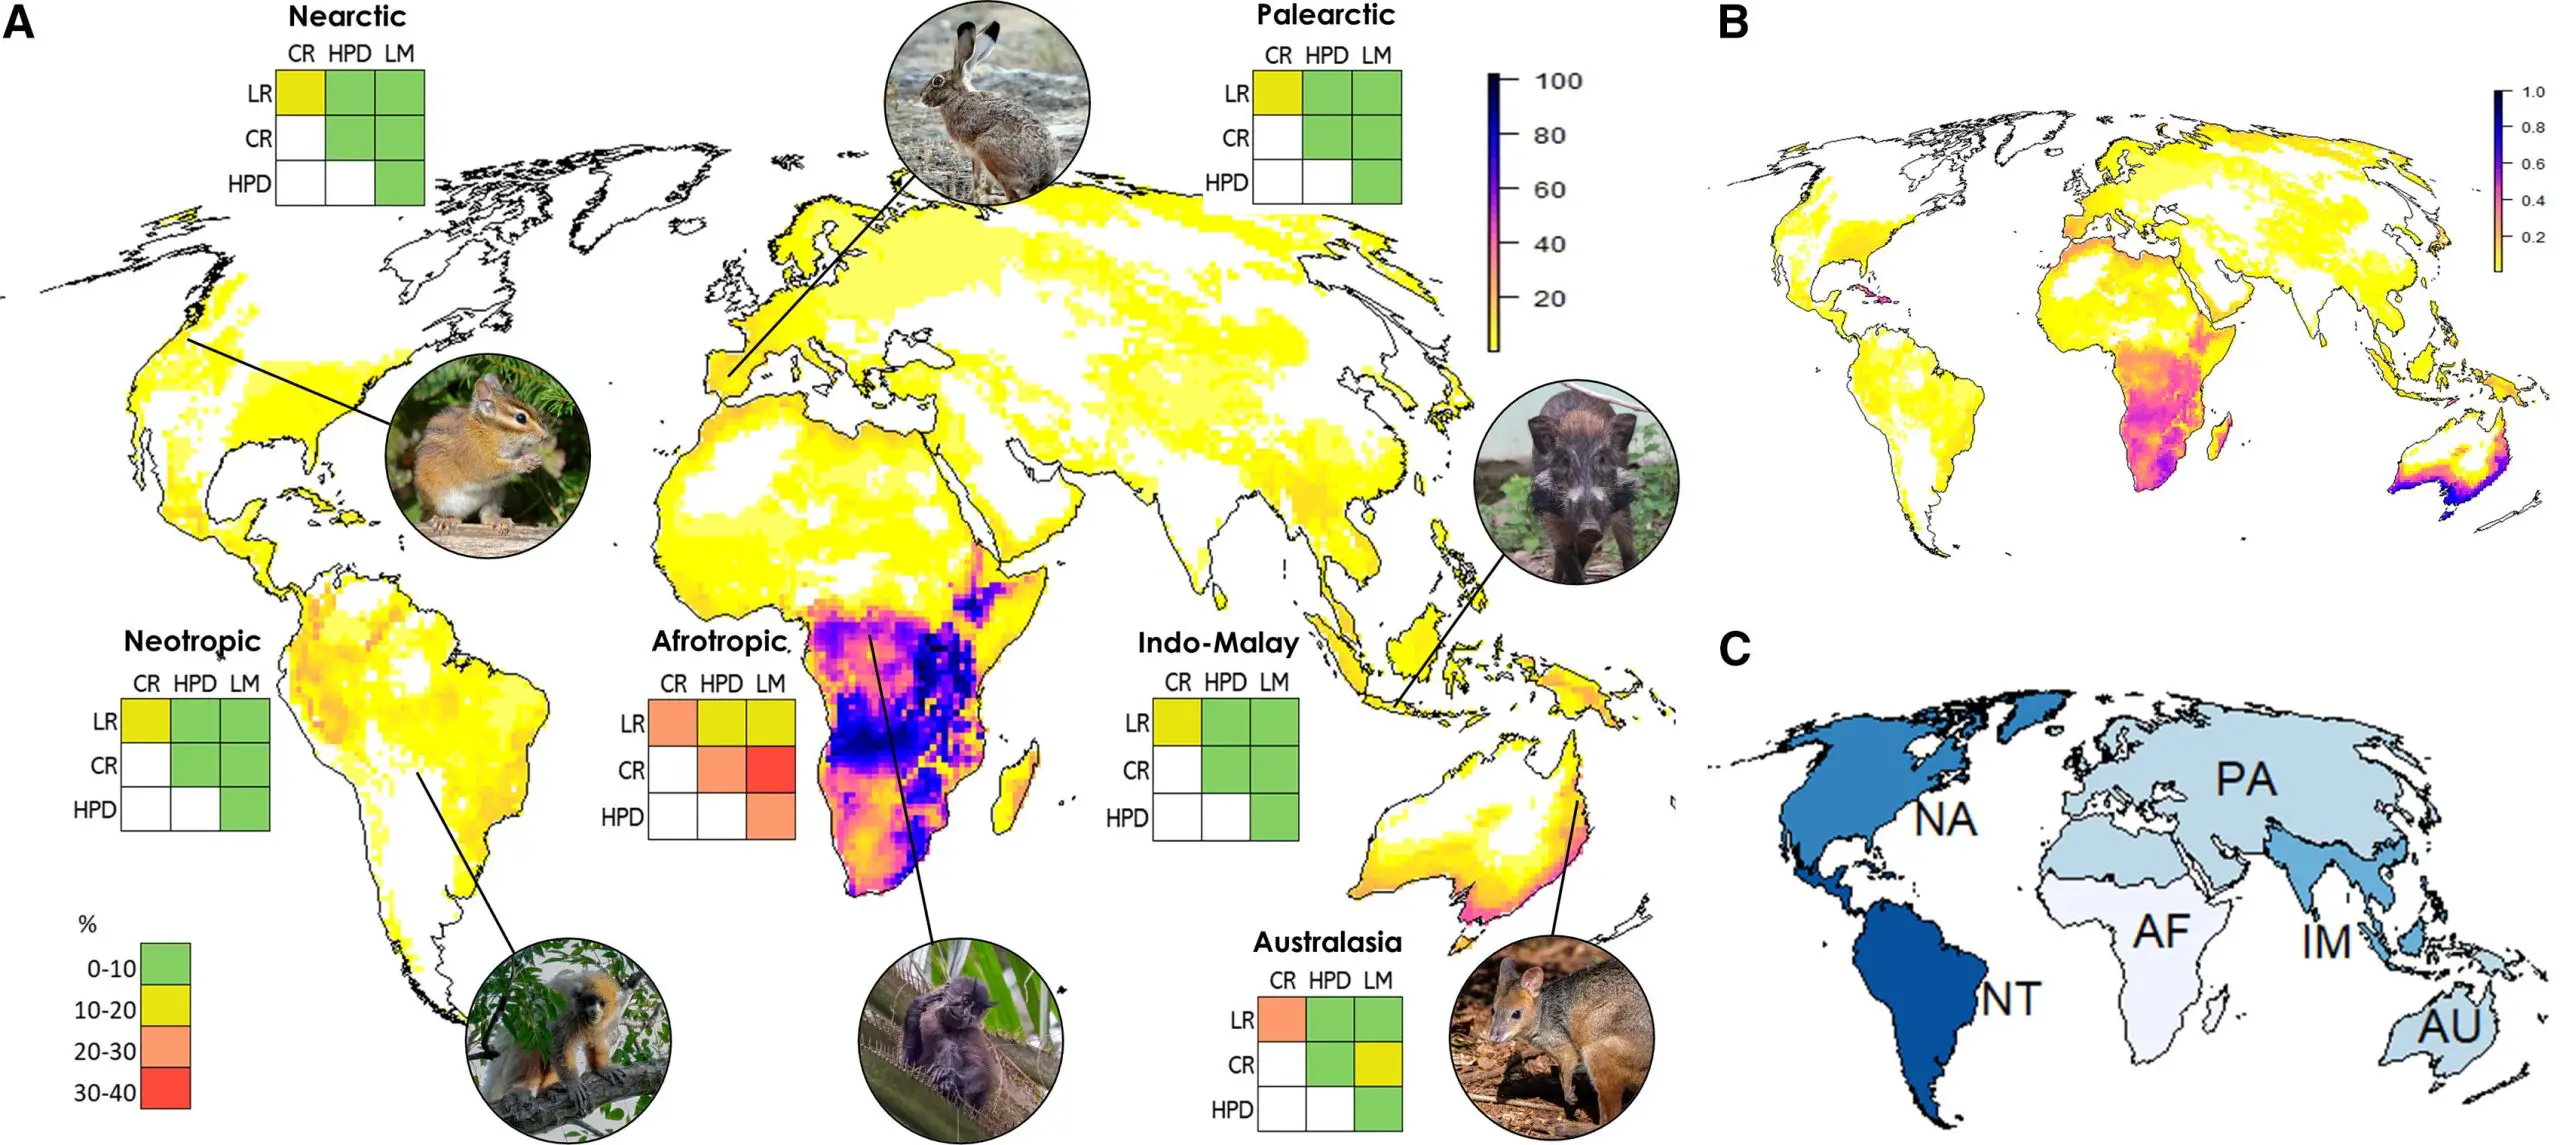 A
Nearctic
CR HPD LM
LR
CR
HPD
Palearctic
CR HPD LM
LR
CR
HPD
100
80
60
40
20
Neotropic
CR HPD LM
LR
CR
HPD
Afrotropic
CR HPD LM
LR
CR
HPD
Indo-Malay
CR HPD LM
LR
CR
HPD
Australasia
CR HPD LM
LR
CR
HPD
%
0-10
10-20
20-30
30-40
B
1.0
0.8
0.6
0.4
0.2
C
PA
NA
AF
IM
NT
AU